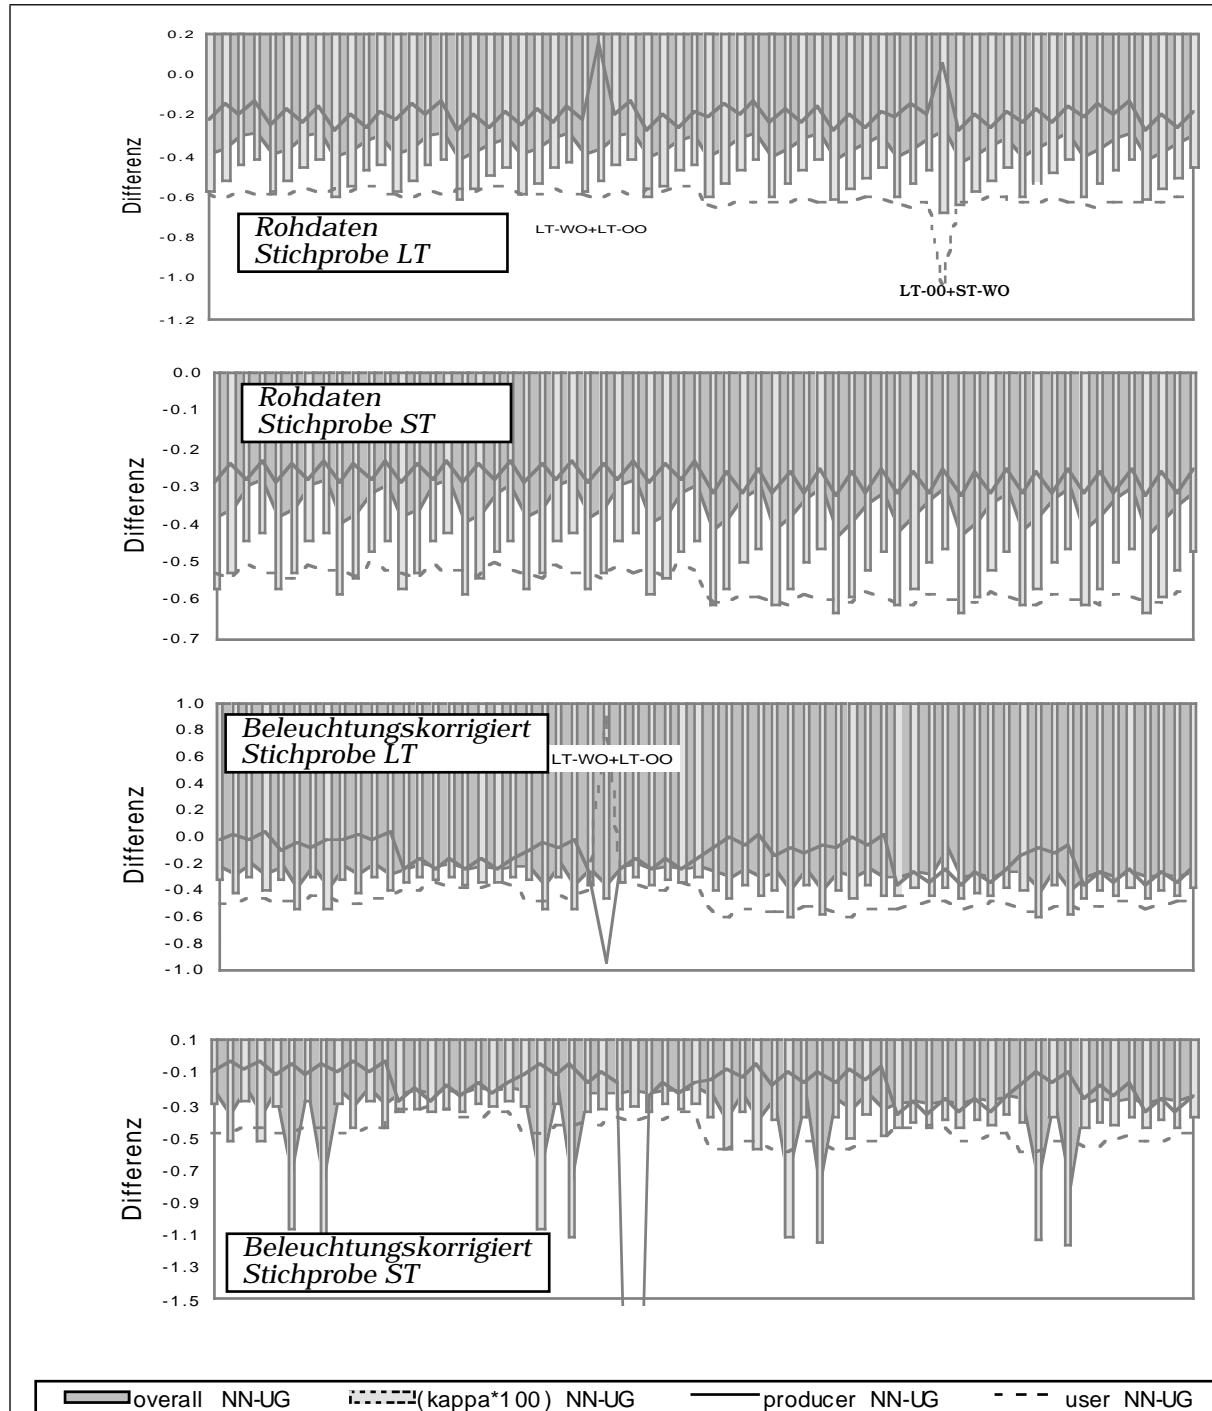 0.2
0.0
-0.2
-0.4
-0.6
-0.8
-1.0
-1.2
Differenz
Rohdaten
Stichprobe LT
LT-WO+LT-OO
LT-00+ST-WO
0.0
-0.1
-0.2
-0.3
-0.4
-0.5
-0.6
-0.7
Differenz
Rohdaten
Stichprobe ST
1.0
0.8
0.6
0.4
0.2
0.0
-0.2
-0.4
-0.6
-0.8
-1.0
Differenz
Beleuchtungskorrigiert
Stichprobe LT
LT-WO+LT-OO
0.1
-0.1
-0.3
-0.5
-0.7
-0.9
-1.1
-1.3
-1.5
Differenz
Beleuchtungskorrigiert
Stichprobe ST
overall NN-UG (kappa*100) NN-UG producer NN-UG user NN-UG